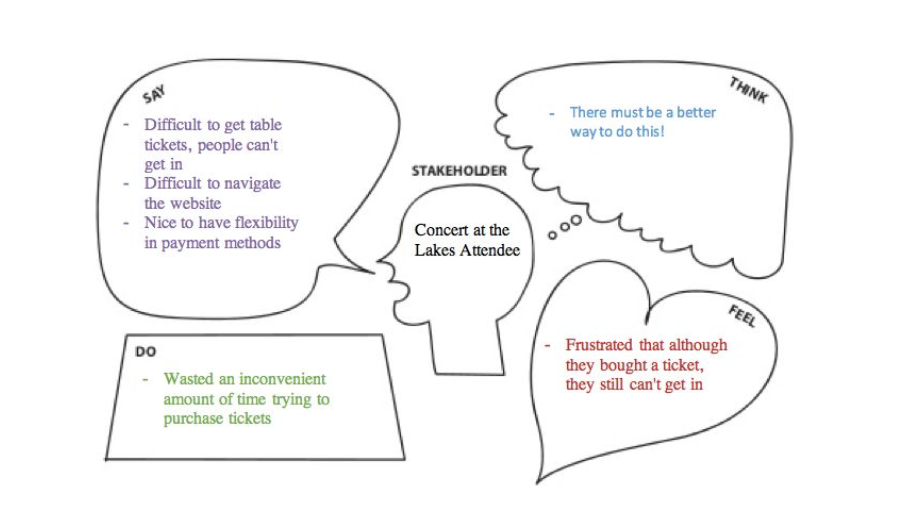 SAY
- Difficult to get table
tickets, people can't
get in
- Difficult to navigate
the website
- Nice to have flexibility
in payment methods
THINK
- There must be a better
way to do this!
STAKEHOLDER
Concert at the
Lakes Attendee
DO
- Wasted an inconvenient
amount of time trying to
purchase tickets
FEEL
- Frustrated that although
they bought a ticket,
they still can't get in